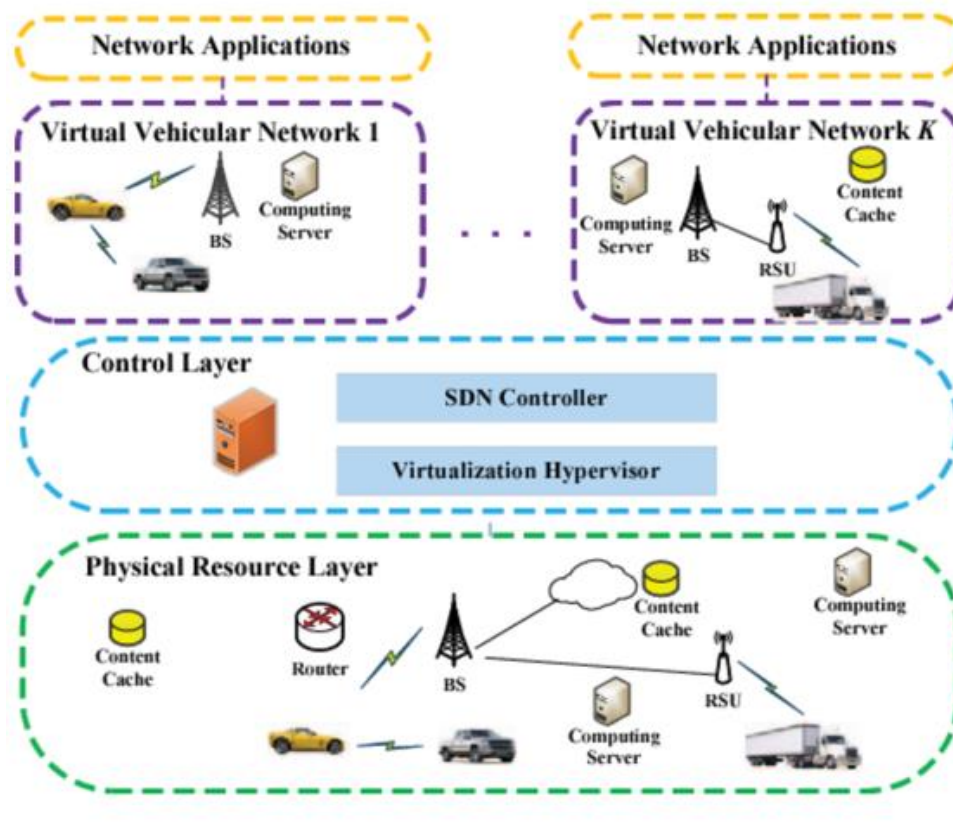 Network Applications
Network Applications
Virtual Vehicular Network 1
BS
Computing
Server
. . .
Virtual Vehicular Network K
Computing
Server
BS
RSU
Content
Cache
Control Layer
SDN Controller
Virtualization Hypervisor
Physical Resource Layer
Content
Cache
Router
BS
Content
Cache
Computing
Server
RSU
Computing
Server